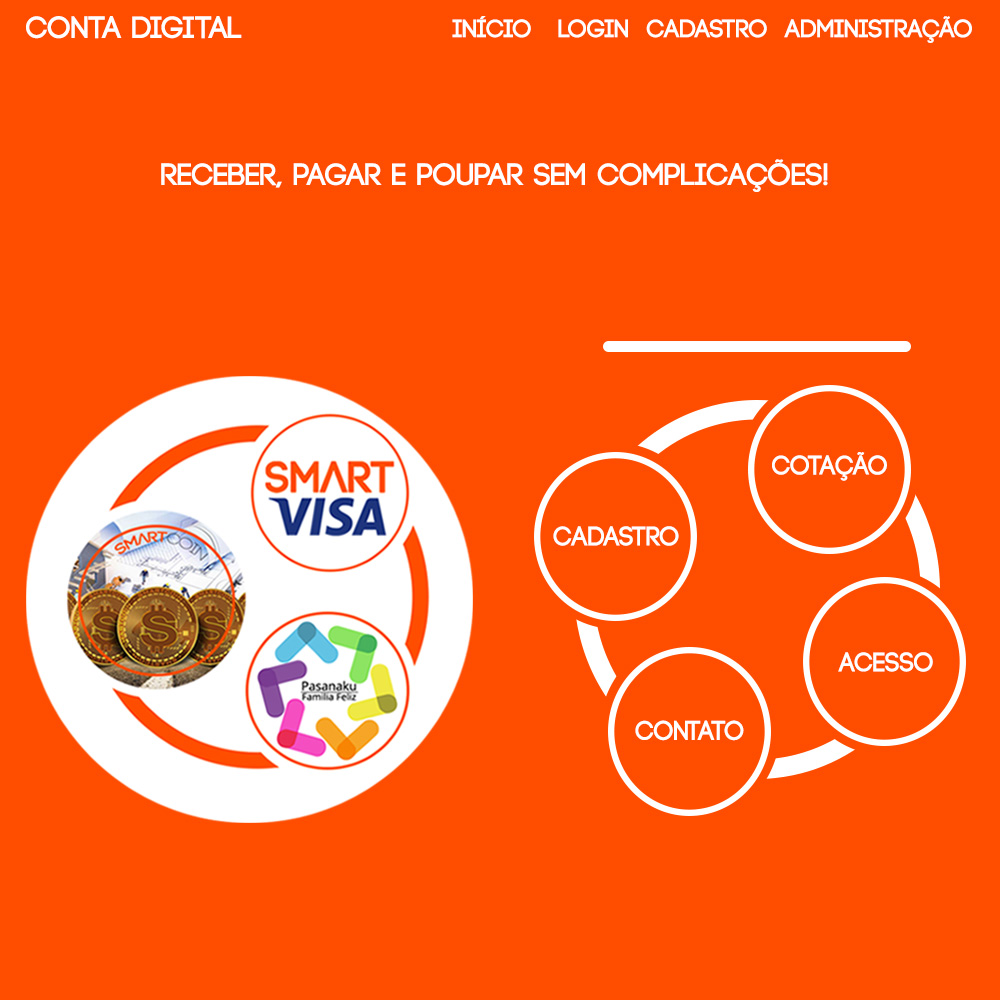 CONTA DIGITAL
INÍCIO LOGIN CADASTRO ADMINISTRAÇÃO
RECEBER, PAGAR E POUPAR SEM COMPLICAÇÕES!
SMART
VISA
SMARTCOIN
Pasanaku
Familia Feliz
COTAÇÃO
CADASTRO
ACESSO
CONTATO